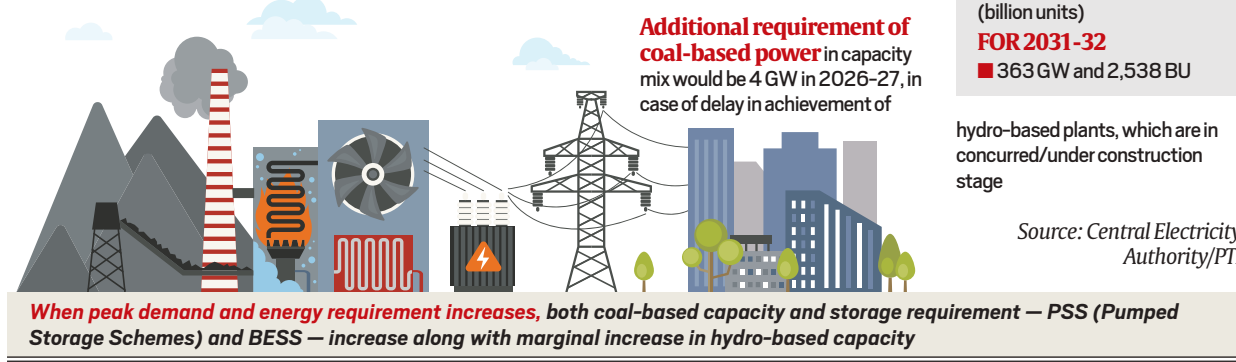 Additional requirement of
coal-based power in capacity
mix would be 4 GW in 2026-27, in
case of delay in achievement of
(billion units)
FOR 2031-32
363 GW and 2,538 BU
hydro-based plants, which are in
concurred/under construction
stage
Source: Central Electricity
Authority/PT
When peak demand and energy requirement increases, both coal-based capacity and storage requirement — PSS (Pumped
Storage Schemes) and BESS — increase along with marginal increase in hydro-based capacity